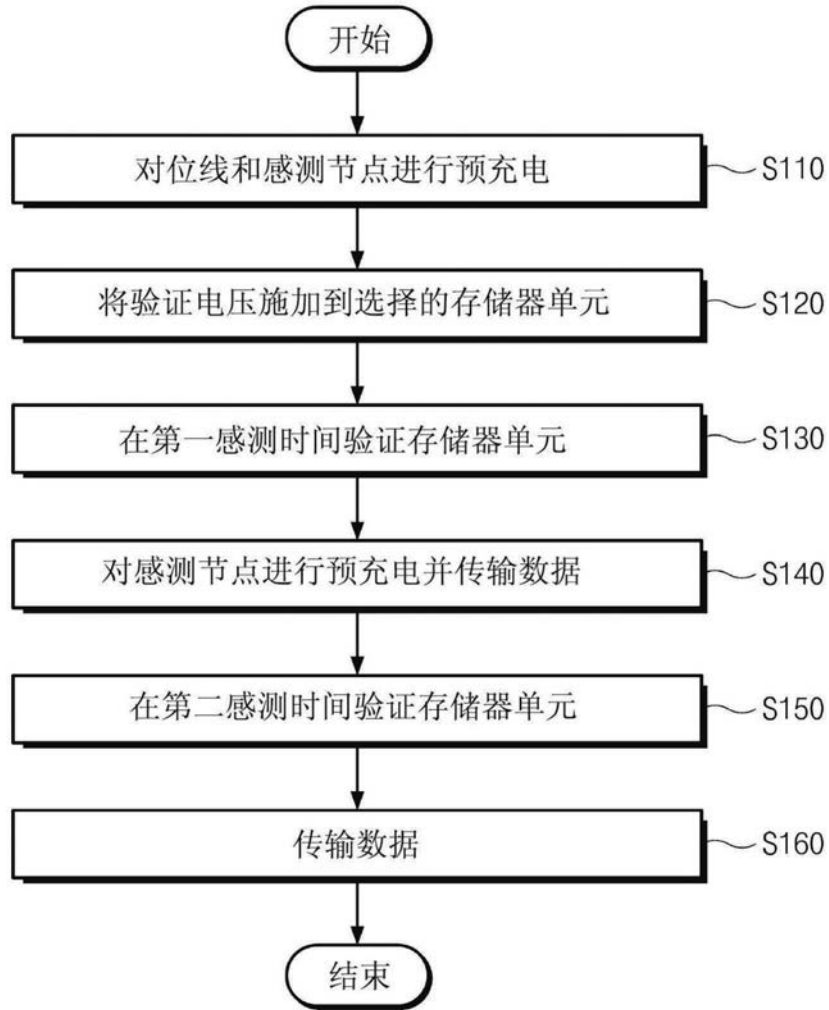 开始
对位线和感测节点进行预充电
S110
将验证电压施加到选择的存储器单元
S120
在第一感测时间验证存储器单元
S130
对感测节点进行预充电并传输数据
S140
在第二感测时间验证存储器单元
S150
传输数据
S160
结束